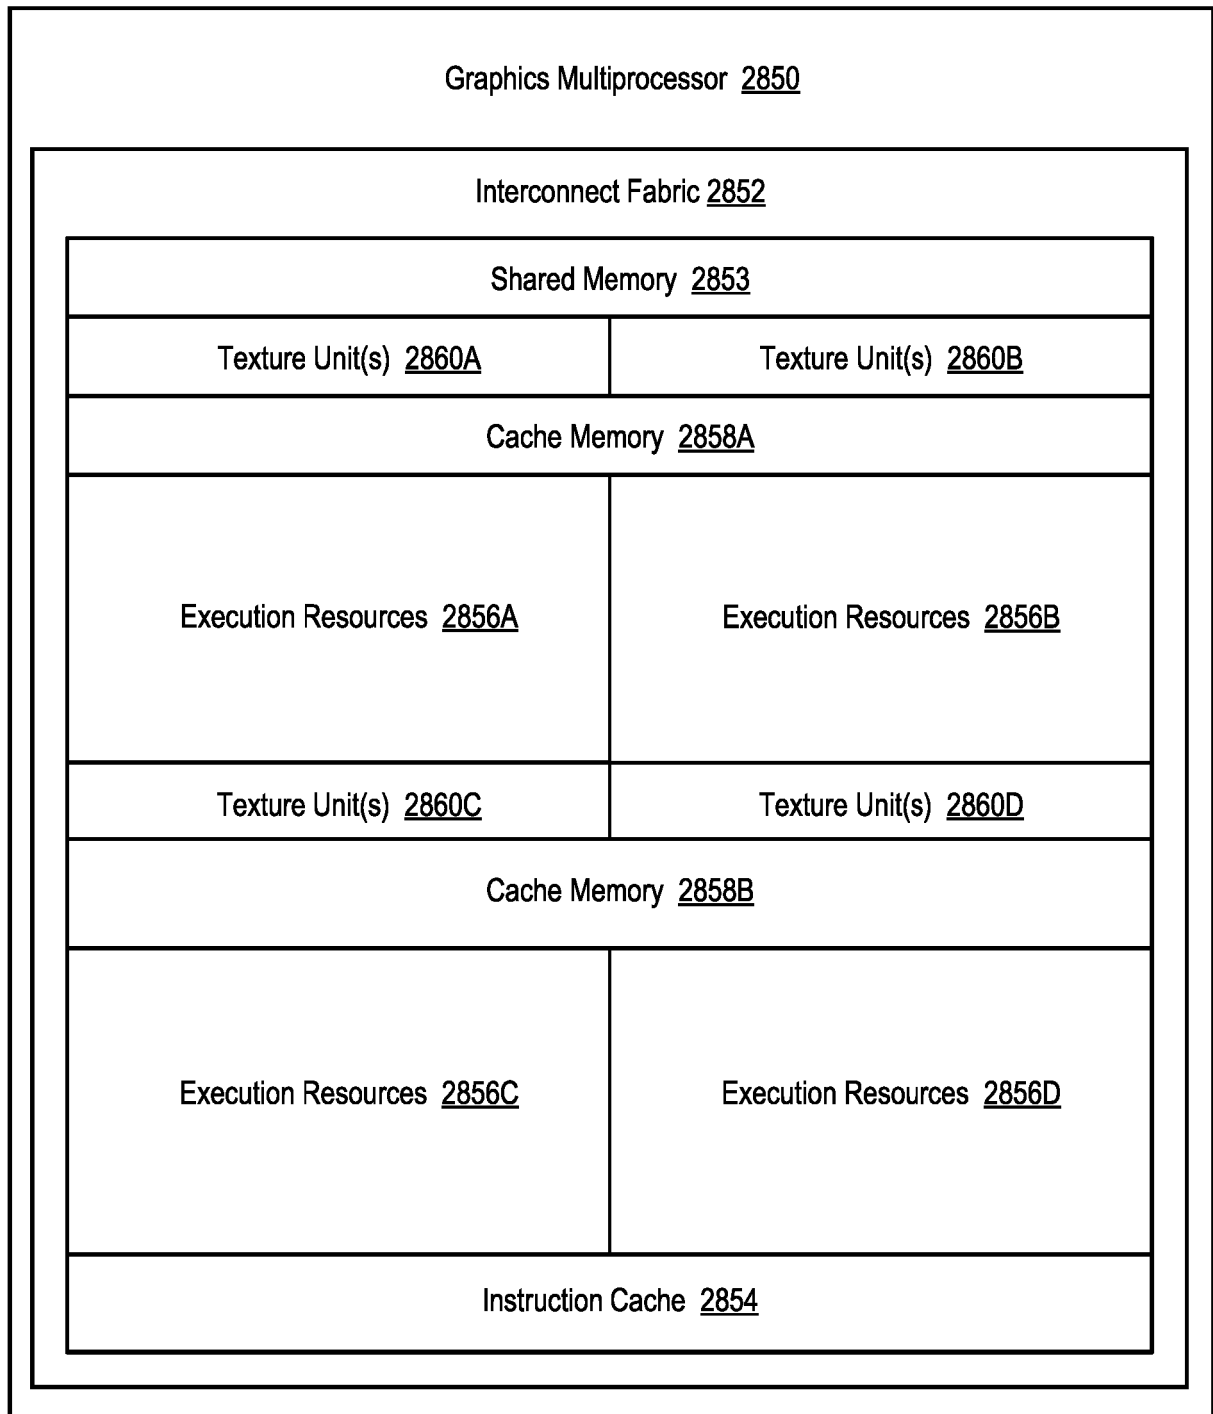 Graphics Multiprocessor 2850
Interconnect Fabric 2852
Shared Memory 2853
Texture Unit(s) 2860A
Texture Unit(s) 2860B
Cache Memory 2858A
Execution Resources 2856A
Execution Resources 2856B
Texture Unit(s) 2860C
Texture Unit(s) 2860D
Cache Memory 2858B
Execution Resources 2856C
Execution Resources 2856D
Instruction Cache 2854